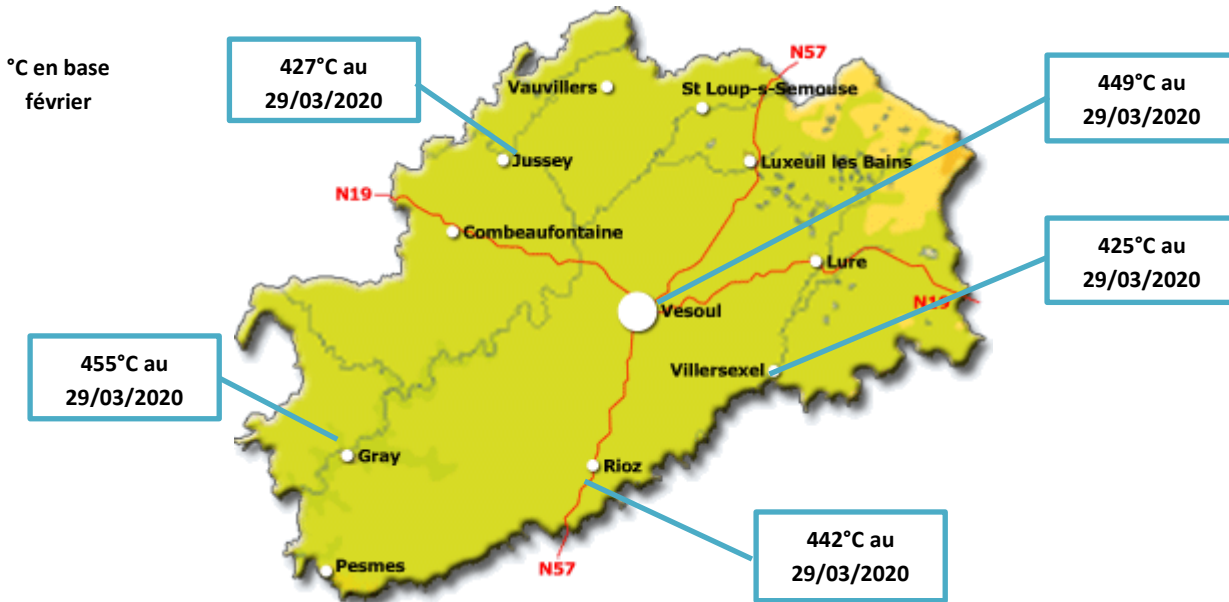 °C en base
février
427°C au
29/03/2020
N57
449°C au
29/03/2020
Vauvillers
St Loup-s-Semouse
Jussey
Luxeuil les Bains
N19
Combeaufontaine
425°C au
29/03/2020
Lure
N19
Vesoul
455°C au
29/03/2020
Villersexel
Gray
Rioz
442°C au
29/03/2020
Pesmes
N57